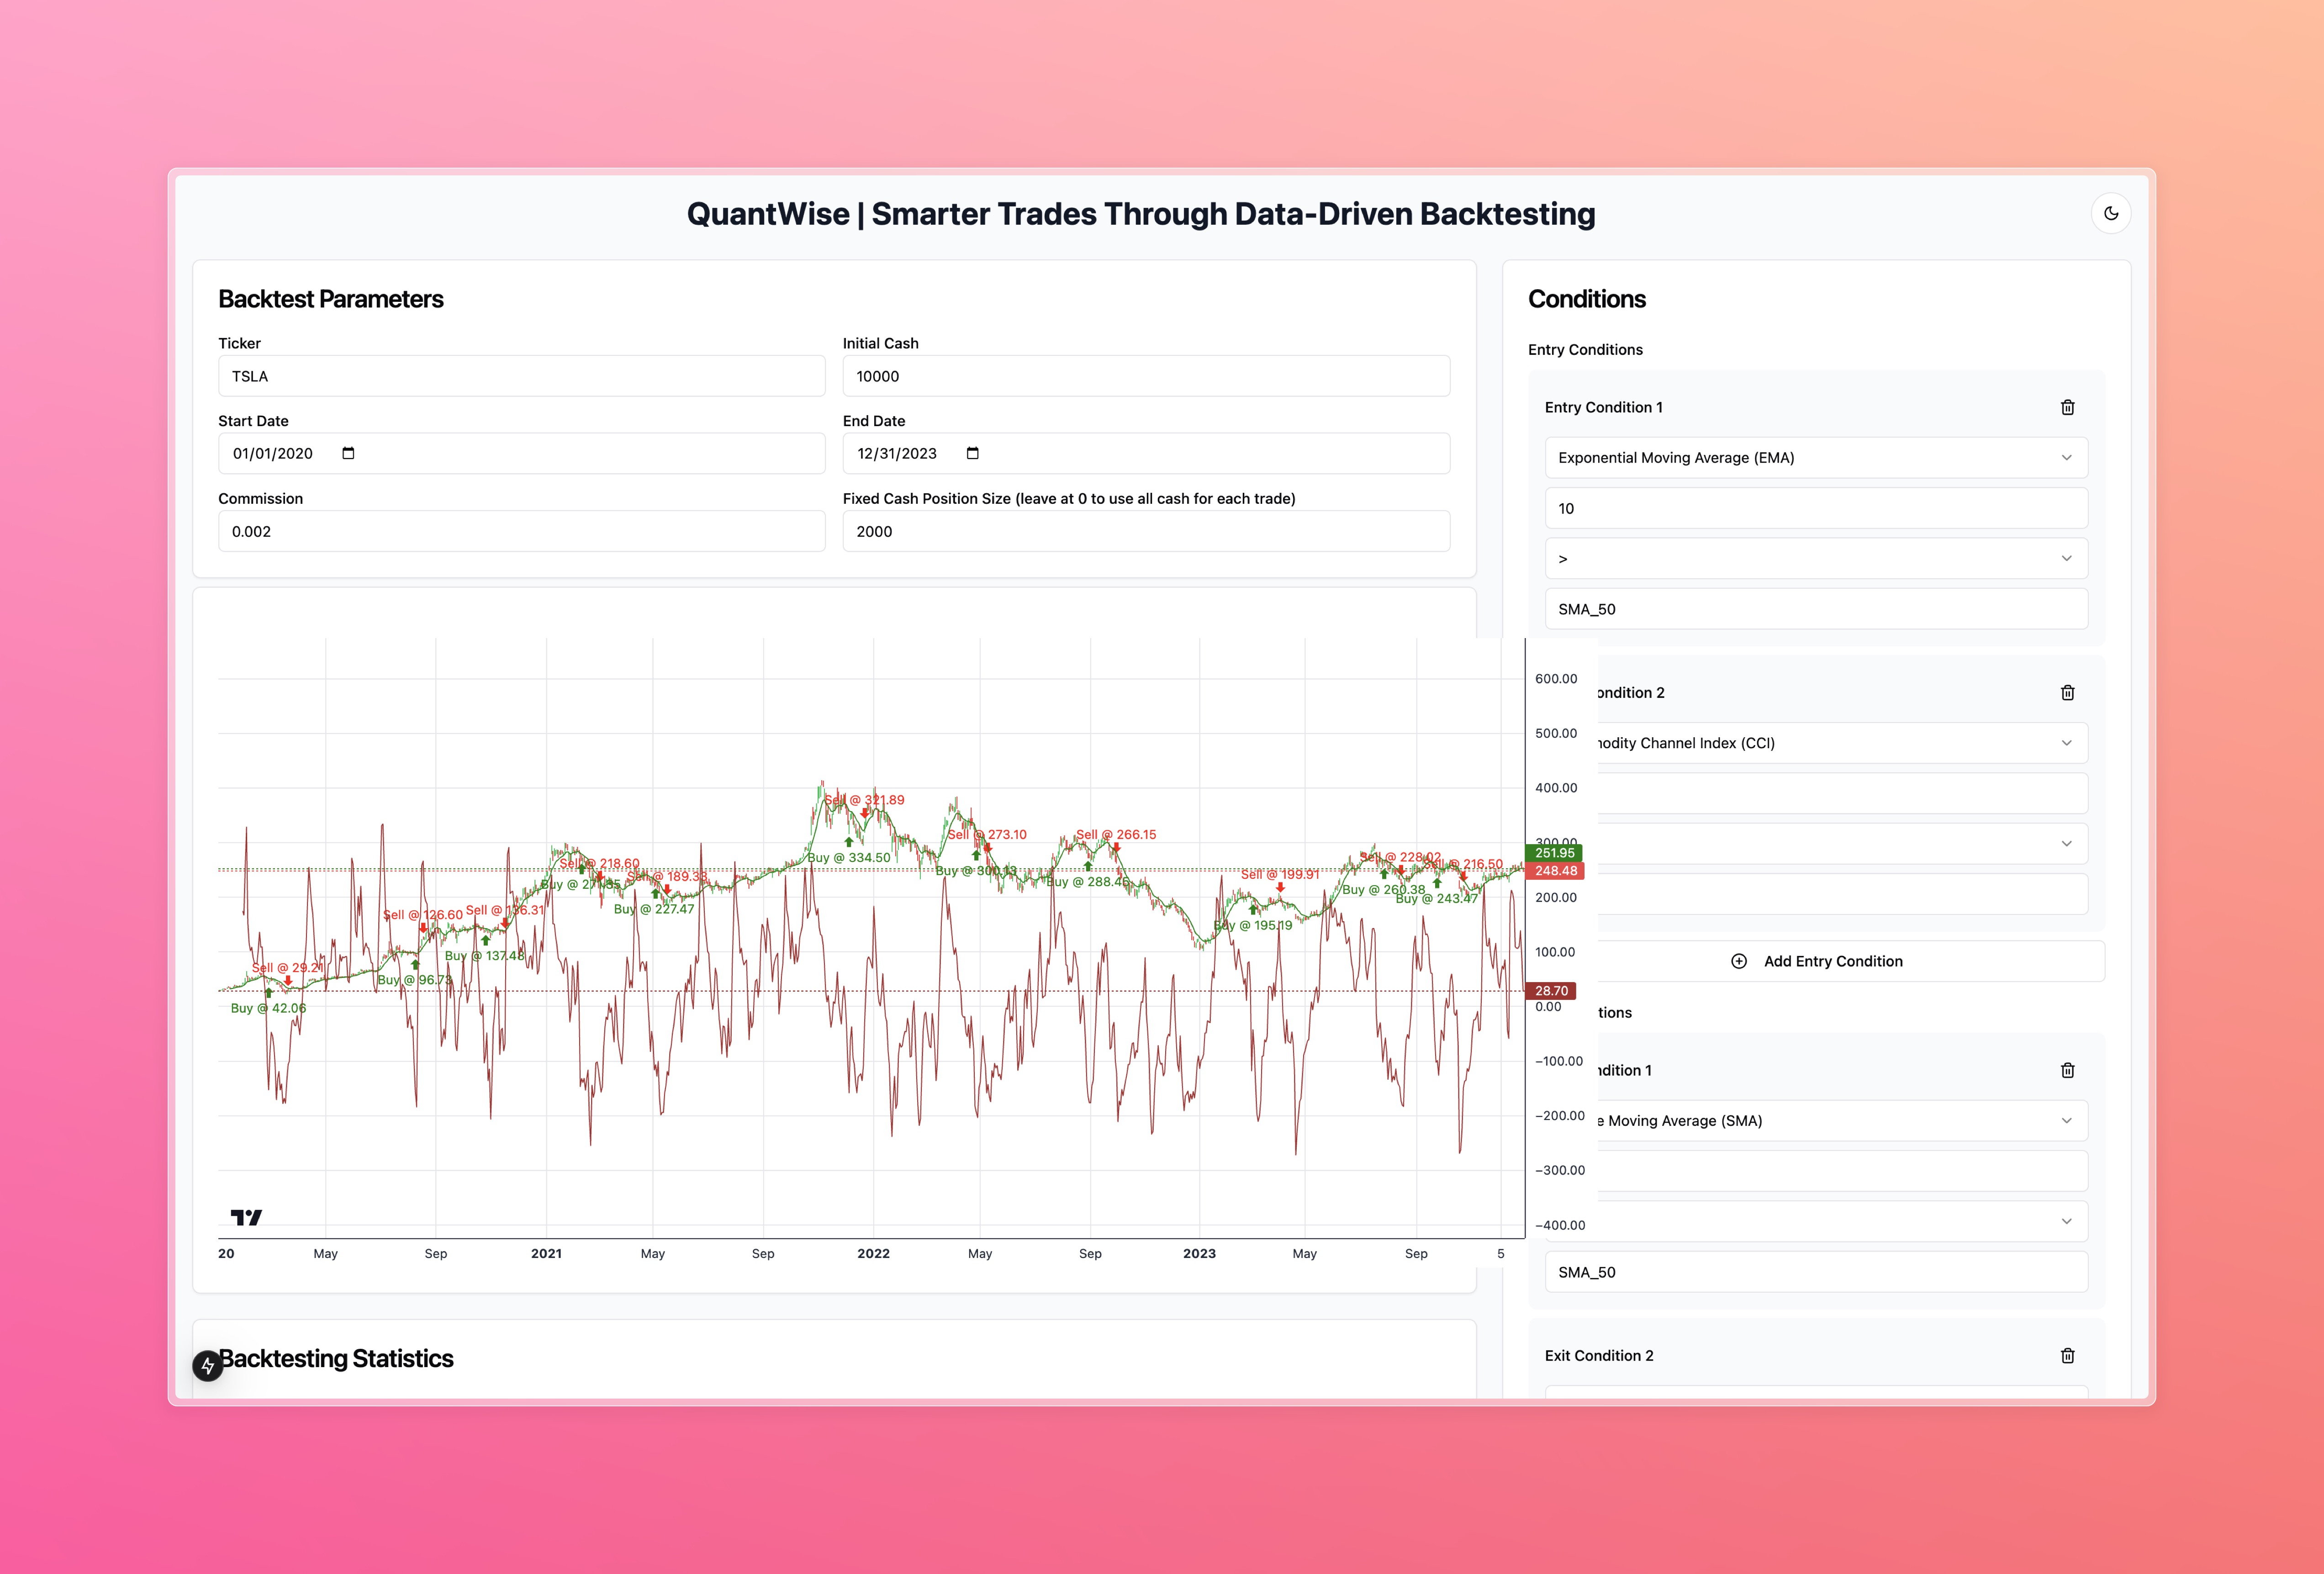 QuantWise | Smarter Trades Through Data-Driven Backtesting
Backtest Parameters
Ticker
TSLA
Initial Cash
10000
Start Date
01/01/2020
End Date
12/31/2023
Commission
0.002
Fixed Cash Position Size (leave at 0 to use all cash for each trade)
2000
Sell @ 29.21
Buy @ 42.06
Sell @ 126.60
Buy @ 96.73
Sell @ 136.31
Buy @ 137.48
Sell @ 218.60
Sell @ 189.33
Buy @ 227.47
Sell @ 321.89
Buy @ 334.50
Sell @ 273.10
Buy @ 300.13
Sell @ 266.15
Buy @ 288.46
Sell @ 199.91
Buy @ 195.19
Sell @ 228.02
Buy @ 260.38
Sell @ 216.50
Buy @ 243.47
600.00
500.00
400.00
300.00
251.95
248.48
200.00
100.00
28.70
0.00
−100.00
−200.00
−300.00
−400.00
20 May Sep 2021 May Sep 2022 May Sep 2023 May Sep 5
Backtesting Statistics
Conditions
Entry Conditions
Entry Condition 1
Exponential Moving Average (EMA)
10
>
SMA_50
ondition 2
odity Channel Index (CCI)
Add Entry Condition
tions
ndition 1
e Moving Average (SMA)
SMA_50
Exit Condition 2